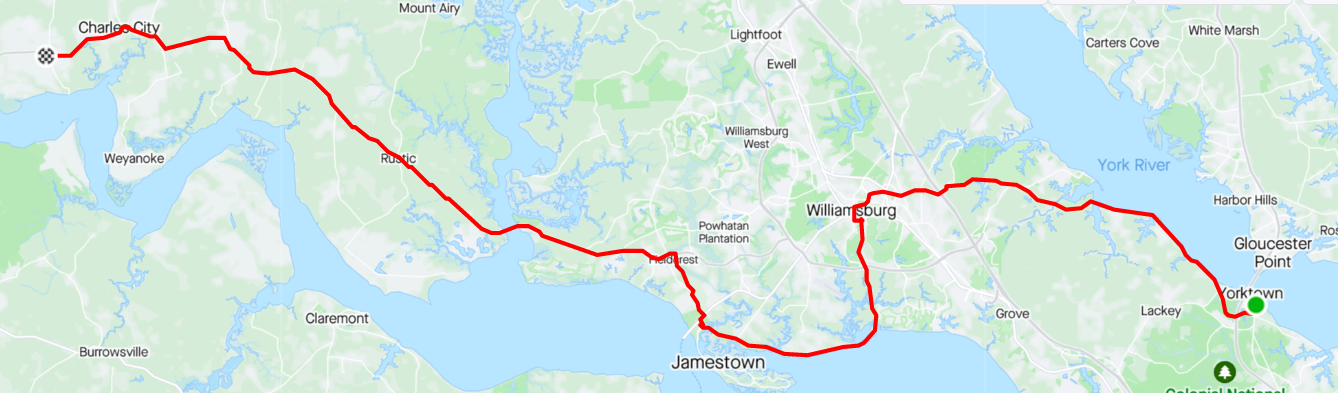 Mount Airy
Charles City
Lightfoot
Ewell
White Marsh
Carters Cove
Williamsburg
West
Weyanoke
Rustic
York River
Harbor Hills
Williamsburg
Powhatan
Plantation
Ros
Gloucester
Point
Fieldcrest
Yorktown
Claremont
Grove
Lackey
Burrowsville
Jamestown
Colonial National